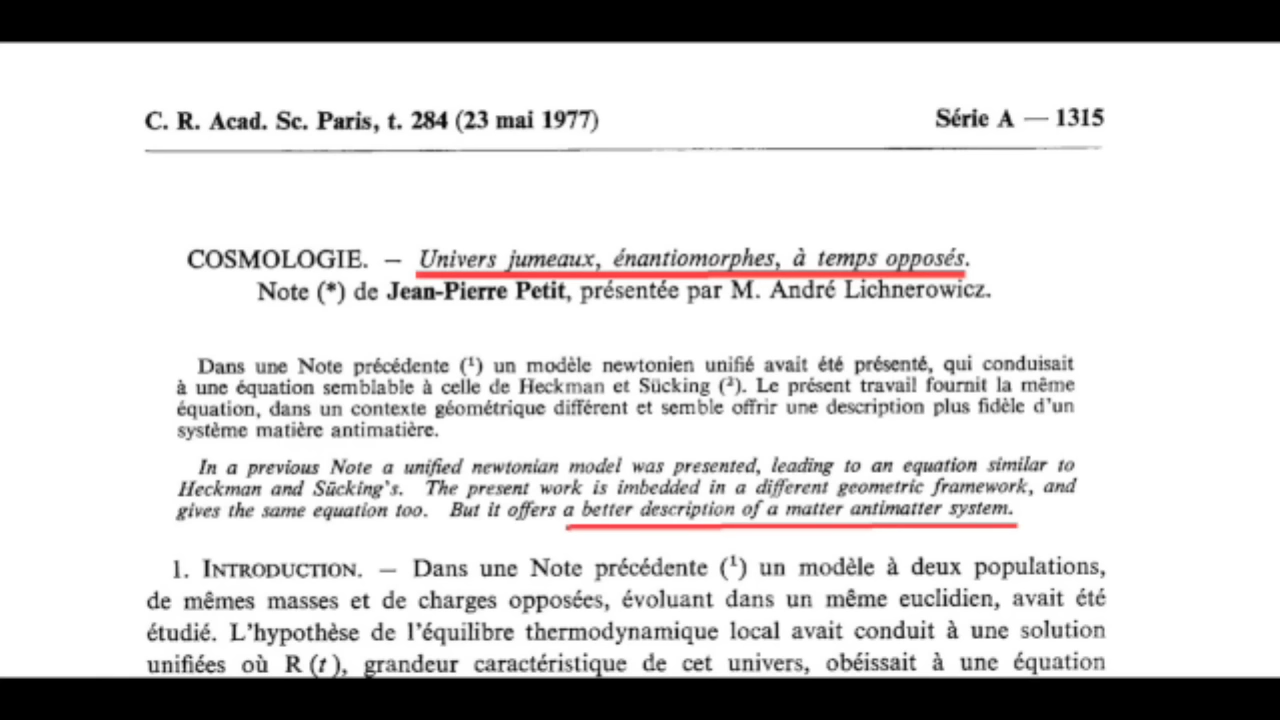 C. R. Acad. Sc. Paris, t. 284 (23 mai 1977) Série A — 1315
COSMOLOGIE. — Univers jumeaux, énantiomorphes, à temps opposés.
Note (*) de Jean-Pierre Petit, présentée par M. André Lichnerowicz.
Dans une Note précédente (¹) un modèle newtonien unifié avait été présenté, qui conduisait
à une équation semblable à celle de Heckman et Sücking (²). Le présent travail fournit la même
équation, dans un contexte géométrique différent et semble offrir une description plus fidèle d'un
système matière antimatière.
In a previous Note a unified newtonian model was presented, leading to an equation similar to
Heckman and Sücking's. The present work is imbedded in a different geometric framework, and
gives the same equation too. But it offers a better description of a matter antimatter system.
1. INTRODUCTION. — Dans une Note précédente (¹) un modèle à deux populations,
de mêmes masses et de charges opposées, évoluant dans un même euclidien, avait été
étudié. L'hypothèse de l'équilibre thermodynamique local avait conduit à une solution
unifiées où R (t), grandeur caractéristique de cet univers, obéissait à une équation